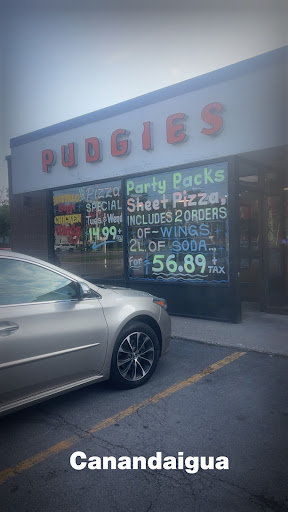 PUDGIES
CHICKEN
Pizza
SPECIAL
14.99
Party Packs
Sheet Pizza
INCLUDES 2 ORDERS
OF-WINGS+
2L OF SODA
For $56.89 + TAX
Canandaigua